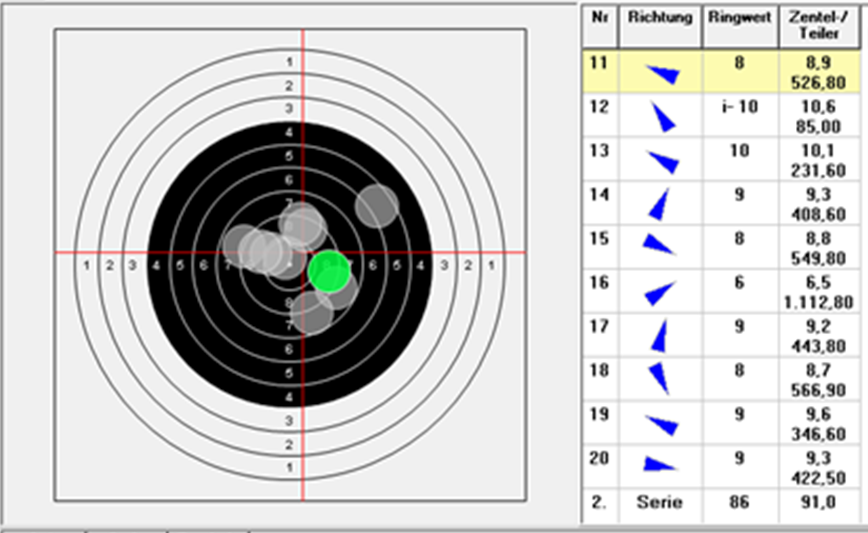 Nr Richtung Ringwert Zentel-/
Teiler
11 8 8,9
526,80
12 i- 10 10,6
85,00
13 10 10,1
231,60
14 9 9,3
408,60
15 8 8,8
549,80
16 6 6,5
1.112,80
17 9 9,2
443,80
18 8 8,7
566,90
19 9 9,6
346,60
20 9 9,3
422,50
2. Serie 86 91,0
1
2
3
4
5
6
7
1 2 3 4 5 6 7 6 5 4 3 2 1
8
7
6
5
4
3
2
1